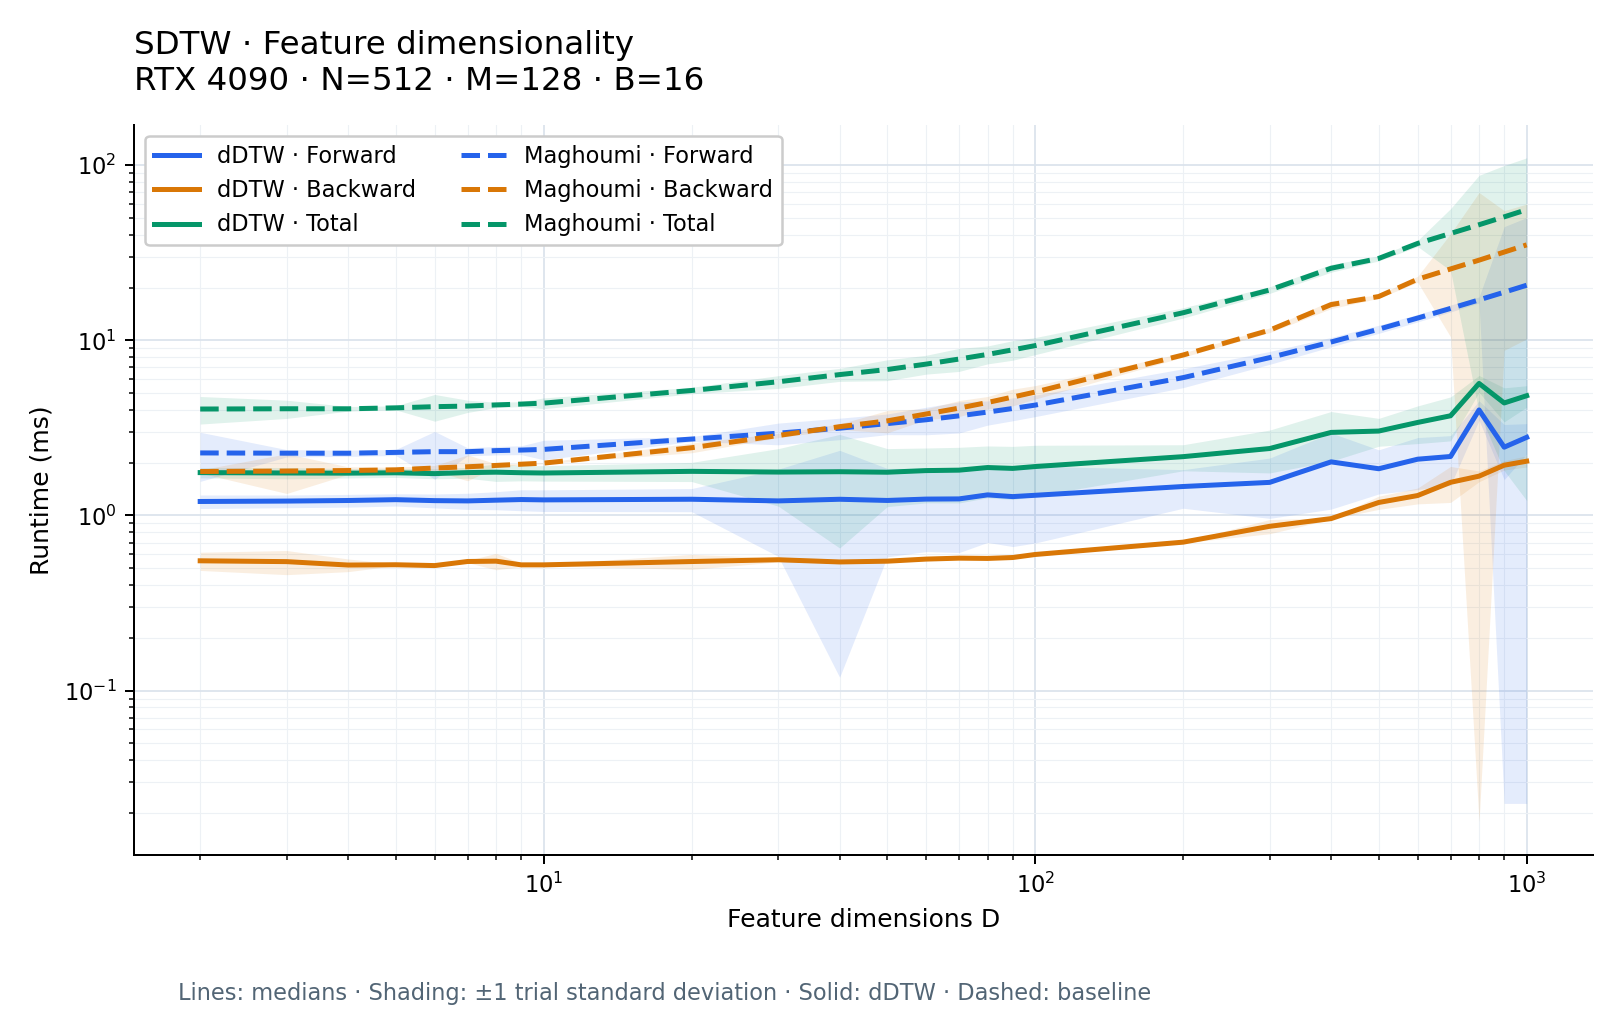 SDTW · Feature dimensionality
RTX 4090 · N=512 · M=128 · B=16
dDTW · Forward
dDTW · Backward
dDTW · Total
Maghoumi · Forward
Maghoumi · Backward
Maghoumi · Total
Runtime (ms)
10²
10¹
10⁰
10⁻¹
10¹
10²
10³
Feature dimensions D
Lines: medians · Shading: ±1 trial standard deviation · Solid: dDTW · Dashed: baseline